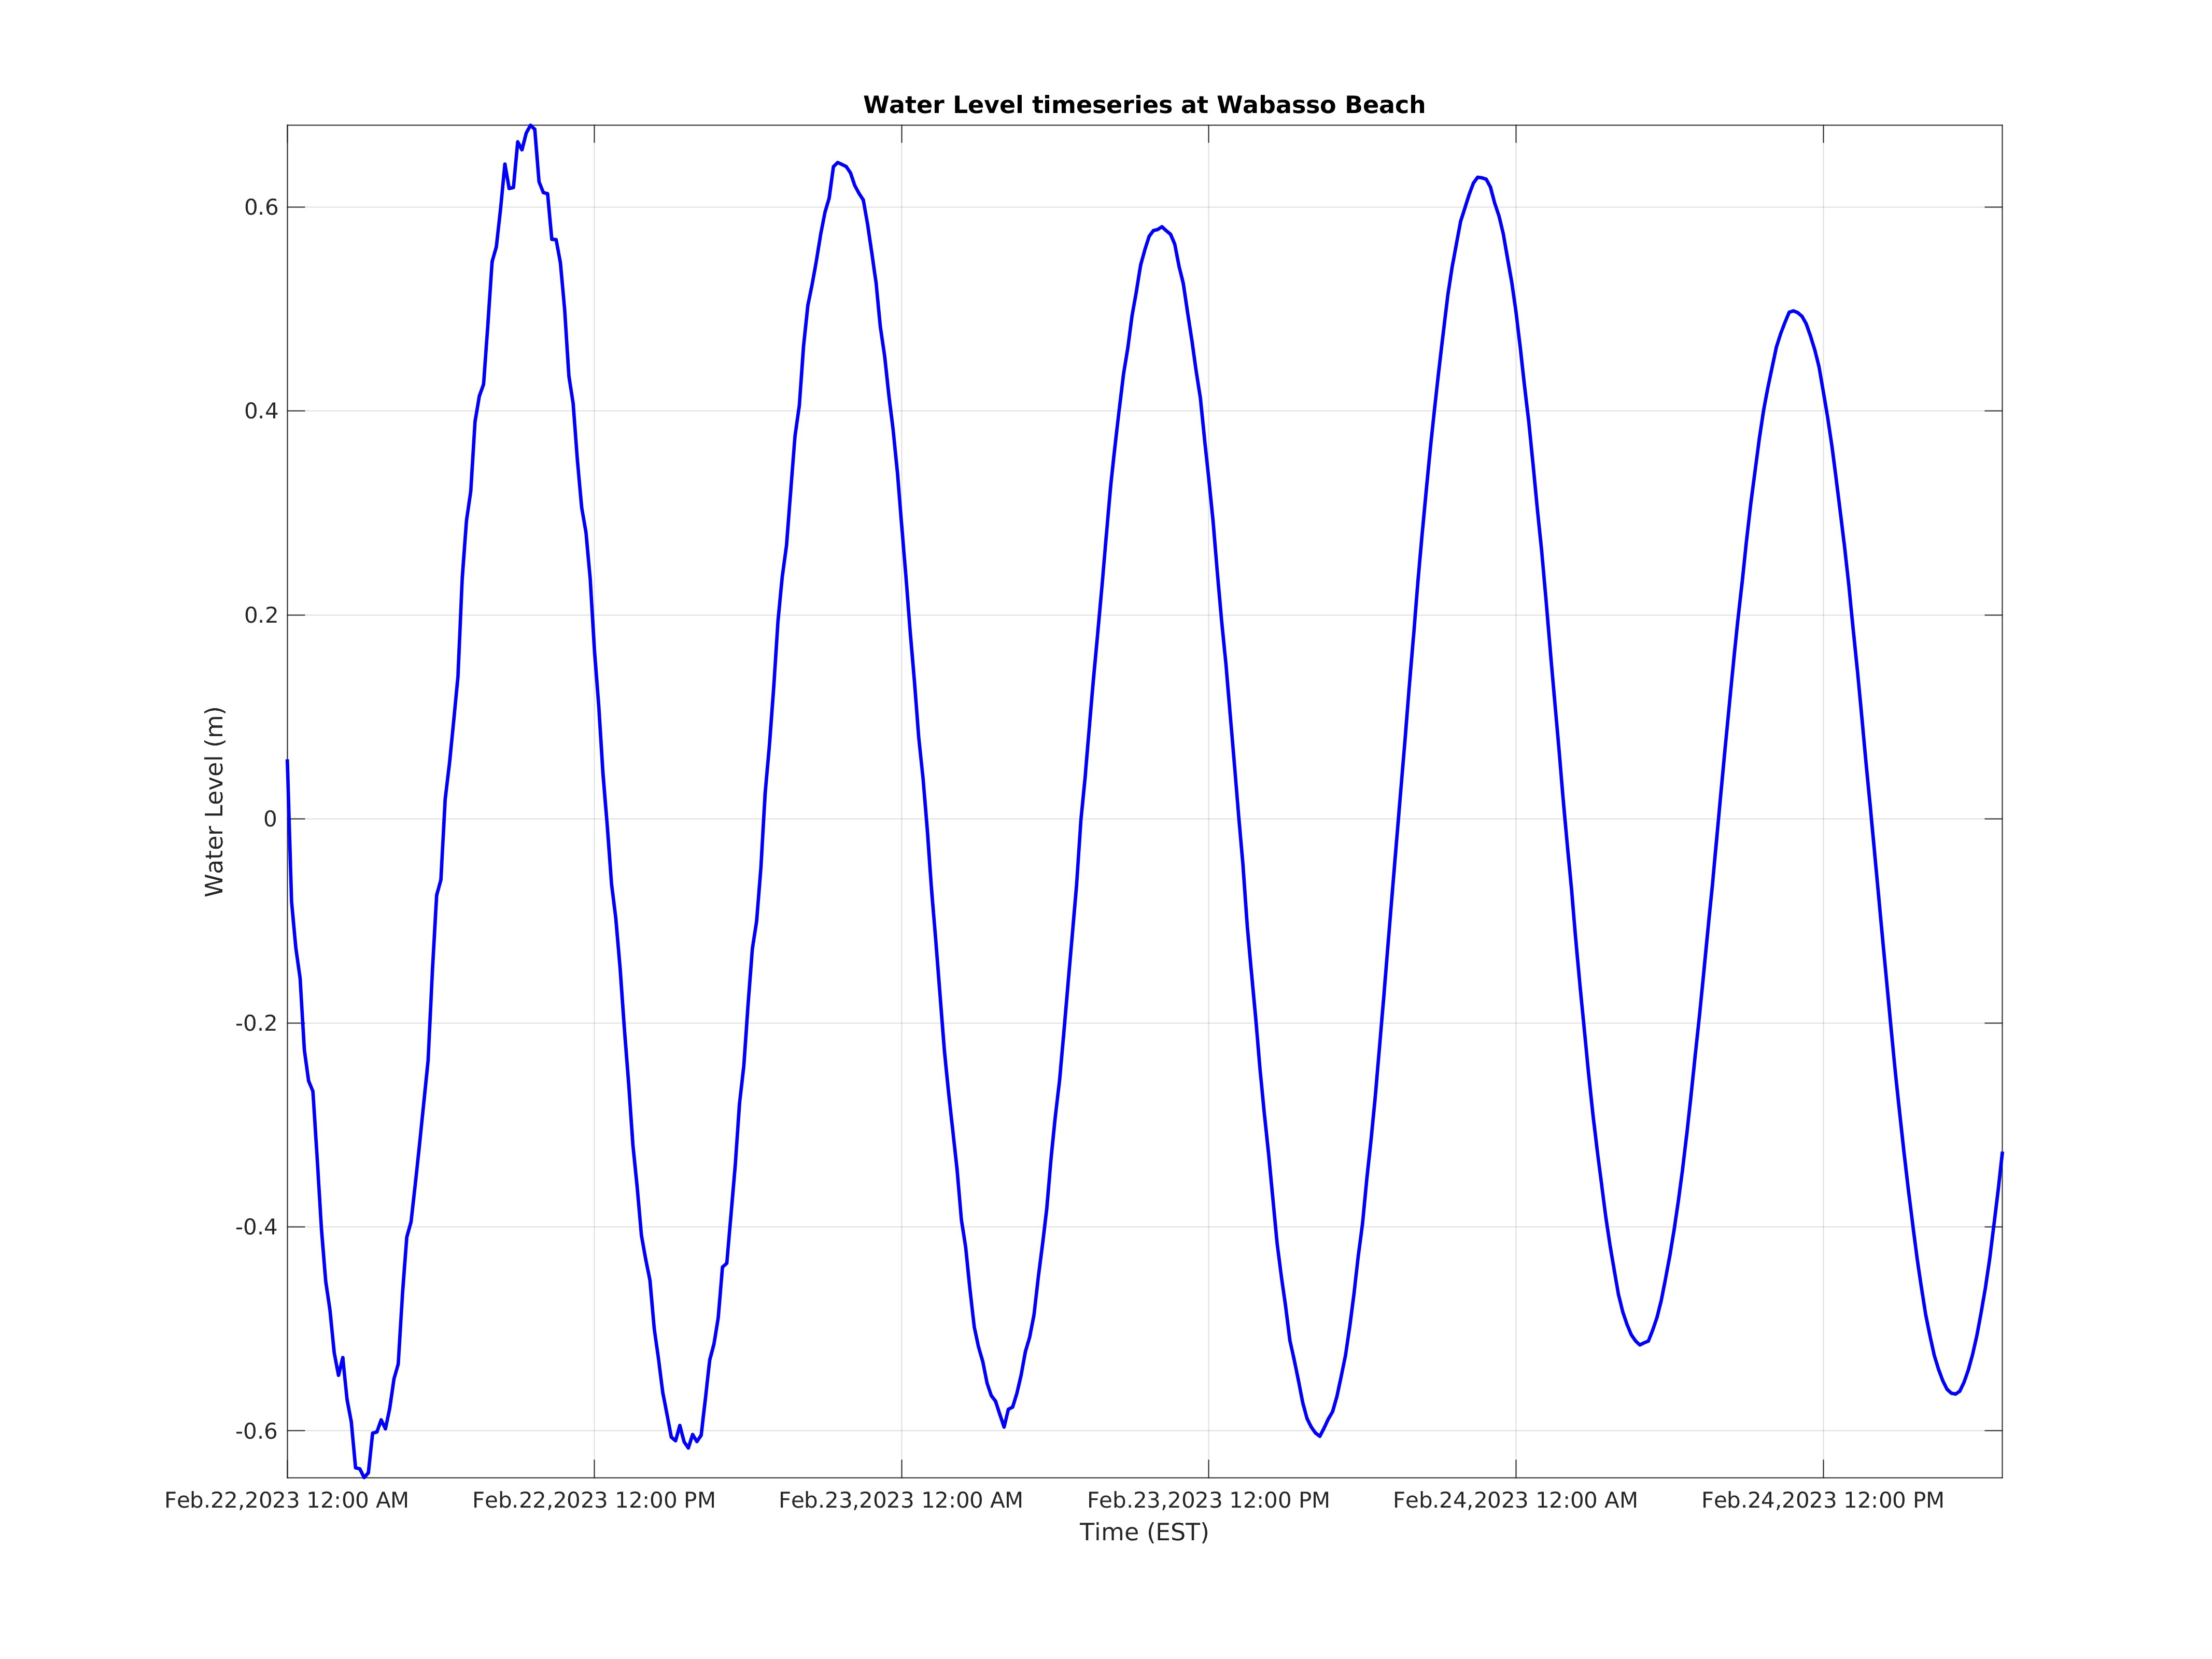 Water Level timeseries at Wabasso Beach
0.6
0.4
0.2
0
-0.2
-0.4
-0.6
Water Level (m)
Feb.22,2023 12:00 AM
Feb.22,2023 12:00 PM
Feb.23,2023 12:00 AM
Feb.23,2023 12:00 PM
Feb.24,2023 12:00 AM
Feb.24,2023 12:00 PM
Time (EST)